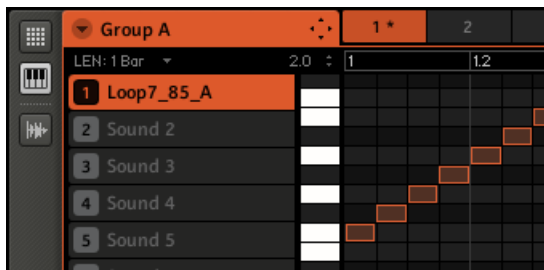 Group A
1 *
2
LEN: 1 Bar
2.0
1
1.2
1 Loop7_85_A
2 Sound 2
3 Sound 3
4 Sound 4
5 Sound 5